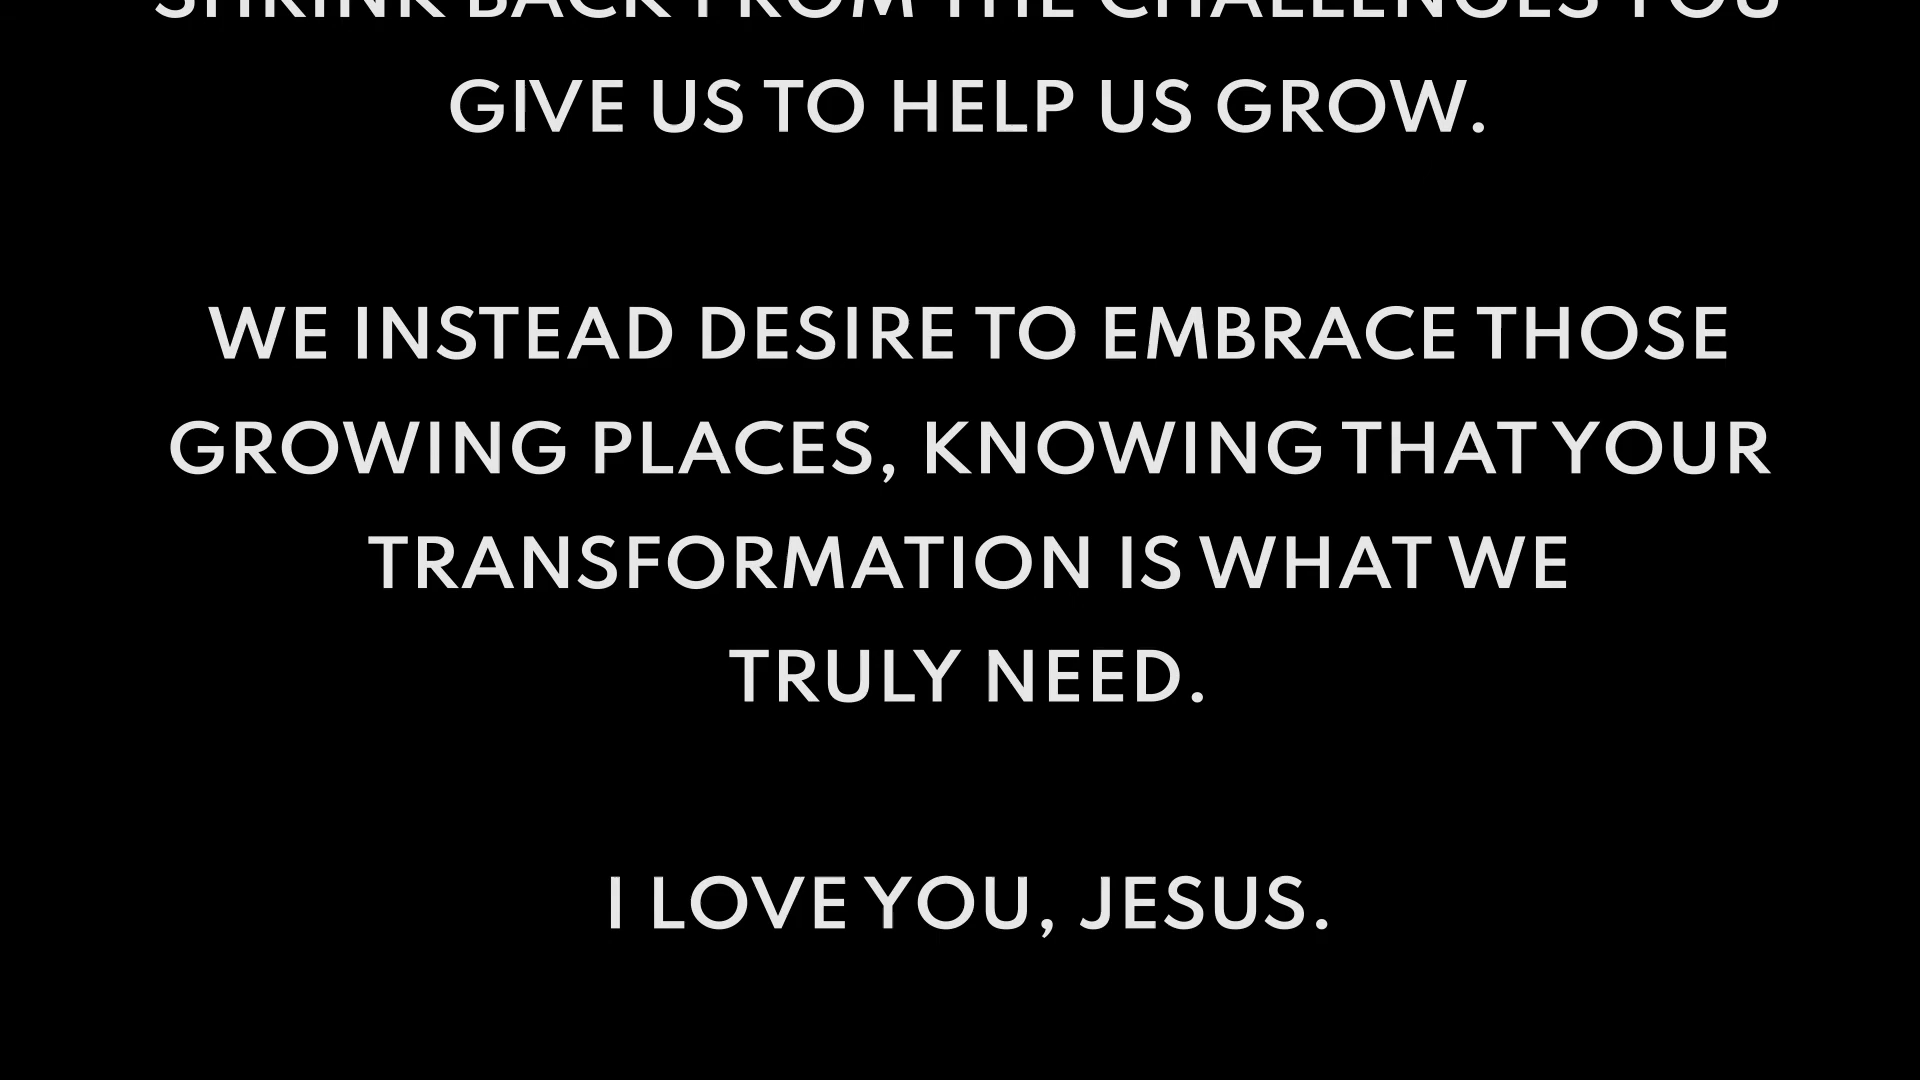 SHRINK BACK FROM THE CHALLENGES YOU
GIVE US TO HELP US GROW.
WE INSTEAD DESIRE TO EMBRACE THOSE
GROWING PLACES, KNOWING THAT YOUR
TRANSFORMATION IS WHAT WE
TRULY NEED.
I LOVE YOU, JESUS.